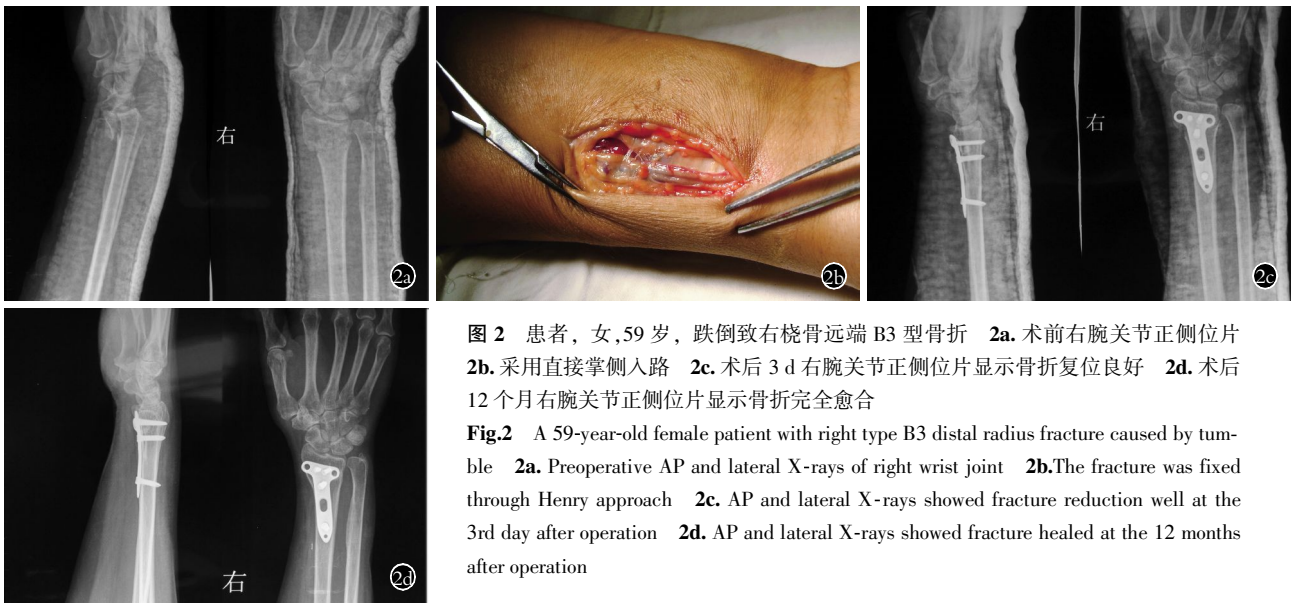 右
2a
2b
右
2c
右
2d
图 2 患者，女，59 岁，跌倒致右桡骨远端 B3 型骨折 2a. 术前右腕关节正侧位片
2b. 采用直接掌侧入路 2c. 术后 3 d 右腕关节正侧位片显示骨折复位良好 2d. 术后
12 个月右腕关节正侧位片显示骨折完全愈合
Fig.2 A 59-year-old female patient with right type B3 distal radius fracture caused by tum-
ble 2a. Preoperative AP and lateral X-rays of right wrist joint 2b.The fracture was fixed
through Henry approach 2c. AP and lateral X-rays showed fracture reduction well at the
3rd day after operation 2d. AP and lateral X-rays showed fracture healed at the 12 months
after operation